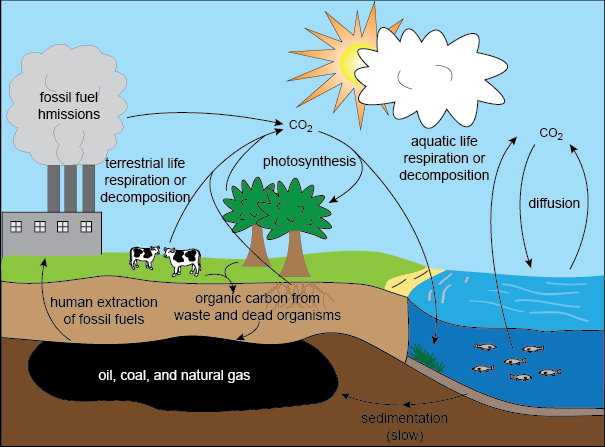 fossil fuel
hmissions
CO₂
terrestrial life
respiration or
decomposition
photosynthesis
aquatic life
respiration or
decomposition
CO₂
diffusion
human extraction
of fossil fuels
organic carbon from
waste and dead organisms
oil, coal, and natural gas
sedimentation
(slow)